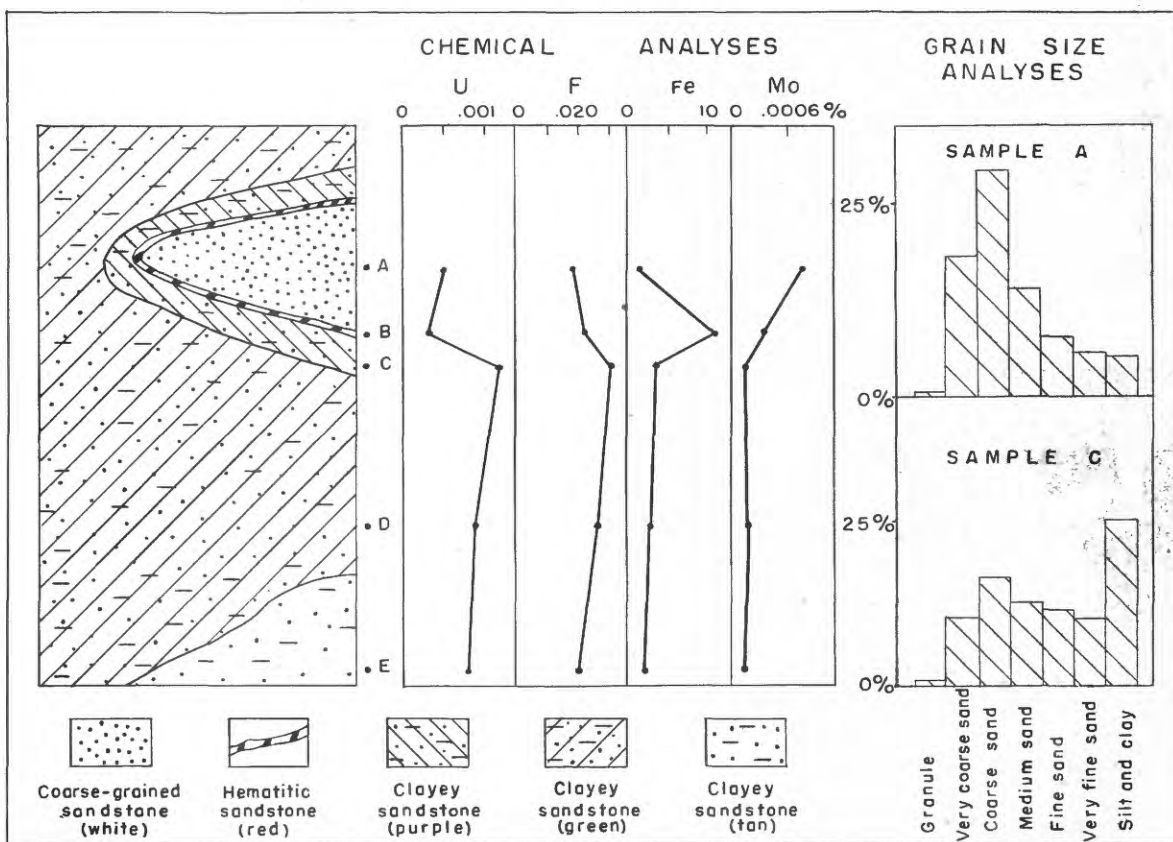 CHEMICAL ANALYSES
U F Fe Mo
0 .001 0 .020 0 10 0 .00006 %
A
B
C
D
E
GRAIN SIZE
ANALYSES
SAMPLE A
25%
0%
SAMPLE C
25%
0%
Granule
Very coarse sand
Coarse sand
Medium sand
Fine sand
Very fine sand
Silt and clay
Coarse-grained
sandstane
(white)
Hematitic
sandstone
(red)
Clayey
sandstone
(purple)
Clayey
sandstone
(green)
Clayey
sandstone
(tan)